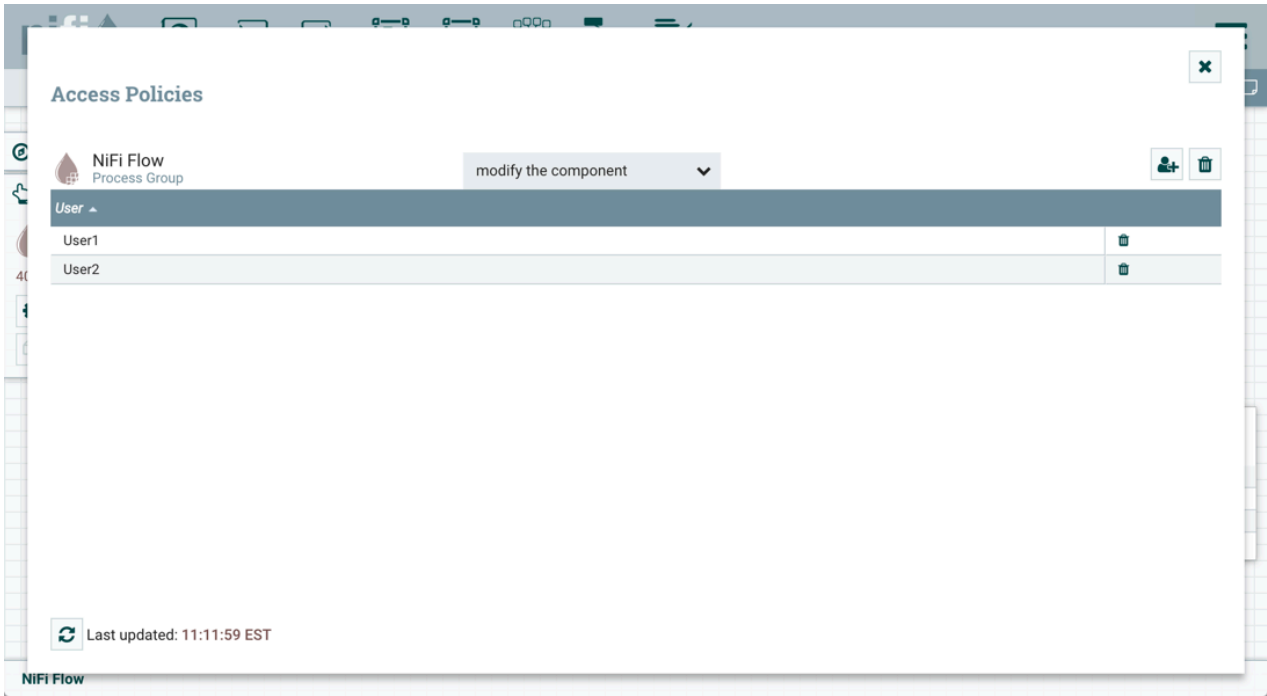 Access Policies
NiFi Flow
Process Group
modify the component
User
User1
User2
40
Last updated: 11:11:59 EST
NiFi Flow